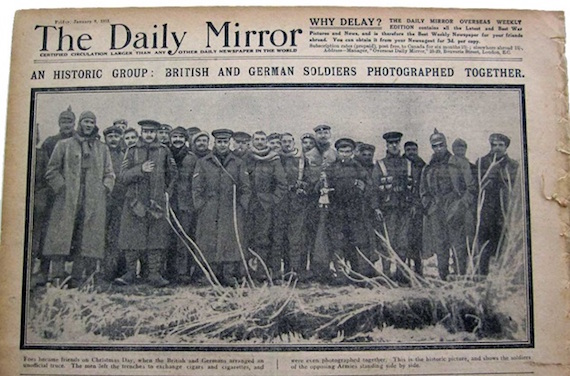 Friday, January 8, 1915
The Daily Mirror
CERTIFIED CIRCULATION LARGER THAN ANY OTHER DAILY NEWSPAPER IN THE WORLD
WHY DELAY? THE DAILY MIRROR OVERSEAS WEEKLY
EDITION contains all the Latest and Best War
Pictures and News, and is therefore the Best Weekly Newspaper for your friends
abroad. You can obtain it from your Newsagent for 3d. per copy
Subscription rates (prepaid), post free, to Canada for six months elsewhere abroad
Address—Manager, "Overseas Daily Mirror," Bouverie Street, London, E.C.
AN HISTORIC GROUP: BRITISH AND GERMAN SOLDIERS PHOTOGRAPHED TOGETHER.
Foes became friends on Christmas Day, when the British and Germans arranged an
unofficial truce. The men left the trenches to exchange cigars and cigarettes, and
were even photographed together. This is the historic picture, and shows the soldiers
of the opposing Armies standing side by side.